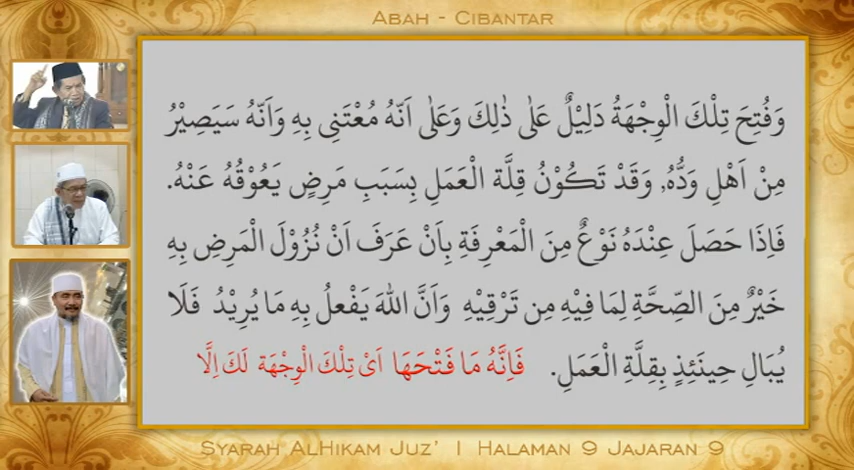 ABAH - CIBANTAR
وَفُتِحَ تِلْكَ الْوِجْهَةُ دَلِيْلٌ عَلٰى ذٰلِكَ وَعَلٰى اَنَّهُ مُعْتَنٰى بِهِ وَاَنَّهُ سَيَصِيْرُ
مِنْ اَهْلِ وَدُّهُ, وَقَدْ تَكُوْنُ قِلَّة الْعَمَلِ بِسَبَبِ مَرَضٍ يَعُوْقُهُ عَنْهُ.
فَاِذَا حَصَلَ عِنْدَهُ نَوْعٌ مِنَ الْمَعْرِفَةِ بِاَنْ عَرَفَ اَنْ نُزُوْلَ الْمَرَضِ بِهِ
خَيْرٌ مِنَ الصِّحَّةِ لِمَا فِيْهِ مِن تَرْقِيْهِ وَاَنَّ اللهَ يَفْعلُ بِهِ مَا يُرِيْدُ فَلَا
يُبَالِ حِيْنَئِذٍ بِقِلَّةِ الْعَمَلِ. فَاِنَّهُ مَا فَتْحَهَا اَىْ تِلْكَ الْوِجْهَة لَكَ اِلَّا
SYARAH ALHIKAM JUZ' 1 HALAMAN 9 JAJARAN 9